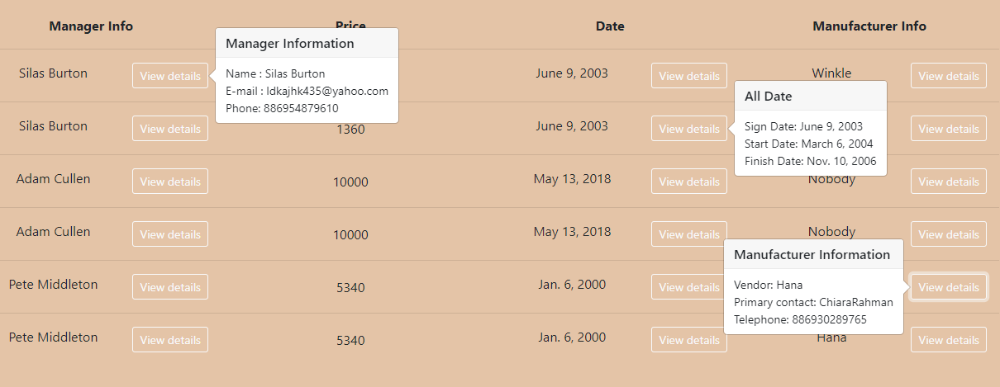 Manager Info Price Date Manufacturer Info
Manager Information
Silas Burton View details June 9, 2003 View details Winkle View details
Name : Silas Burton
E-mail : ldkajhk435@yahoo.com
Phone: 886954879610
All Date
Silas Burton View details 1360 June 9, 2003 View details View details
Sign Date: June 9, 2003
Start Date: March 6, 2004
Finish Date: Nov. 10, 2006
Adam Cullen View details 10000 May 13, 2018 View details Nobody View details
Adam Cullen View details 10000 May 13, 2018 View details Nobody View details
Manufacturer Information
Pete Middleton View details 5340 Jan. 6, 2000 View details View details
Vendor: Hana
Primary contact: ChiaraRahman
Telephone: 886930289765
Pete Middleton View details 5340 Jan. 6, 2000 View details Hana View details